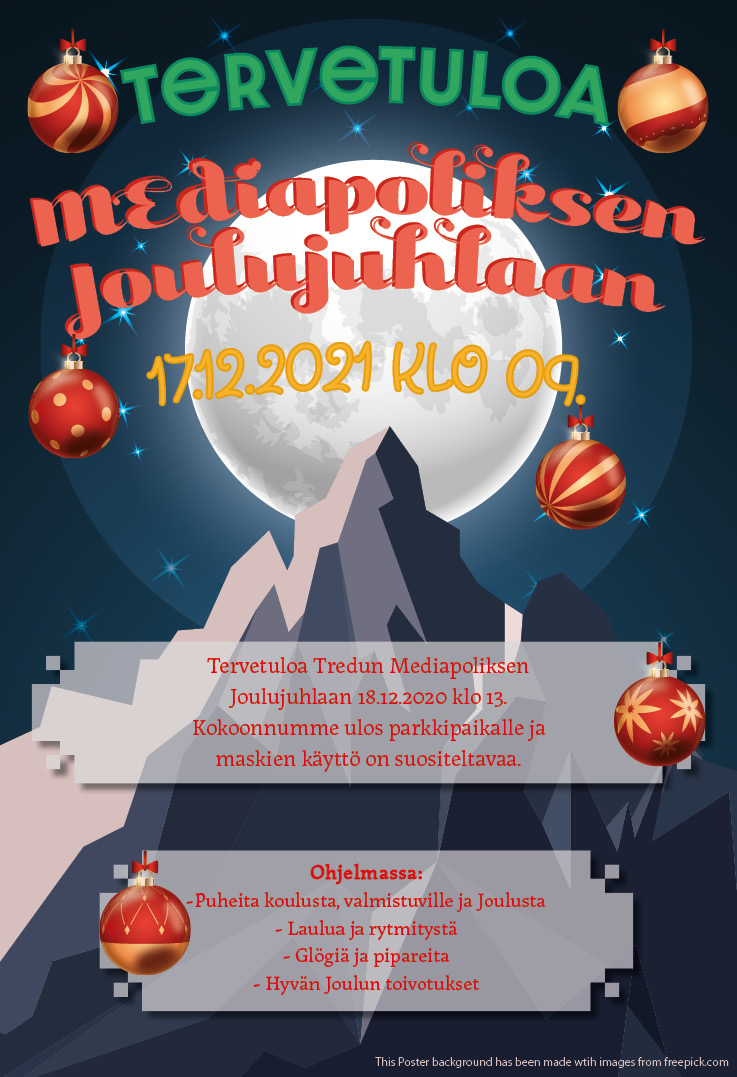 TERVETULOA
mediapoliksen
Joulujuhlaan
17.12.2021 KLO 09.
Tervetuloa Tredun Mediapoliksen
Joulujuhlaan 18.12.2020 klo 13.
Kokoonnumme ulos parkkipaikalle ja
maskien käyttö on suositeltavaa.
Ohjelmassa:
-Puheita koulusta, valmistuville ja Joulusta
- Laulua ja rytmitystä
- Glögiä ja pipareita
- Hyvän Joulun toivotukset
This Poster background has been made wtih images from freepick.com